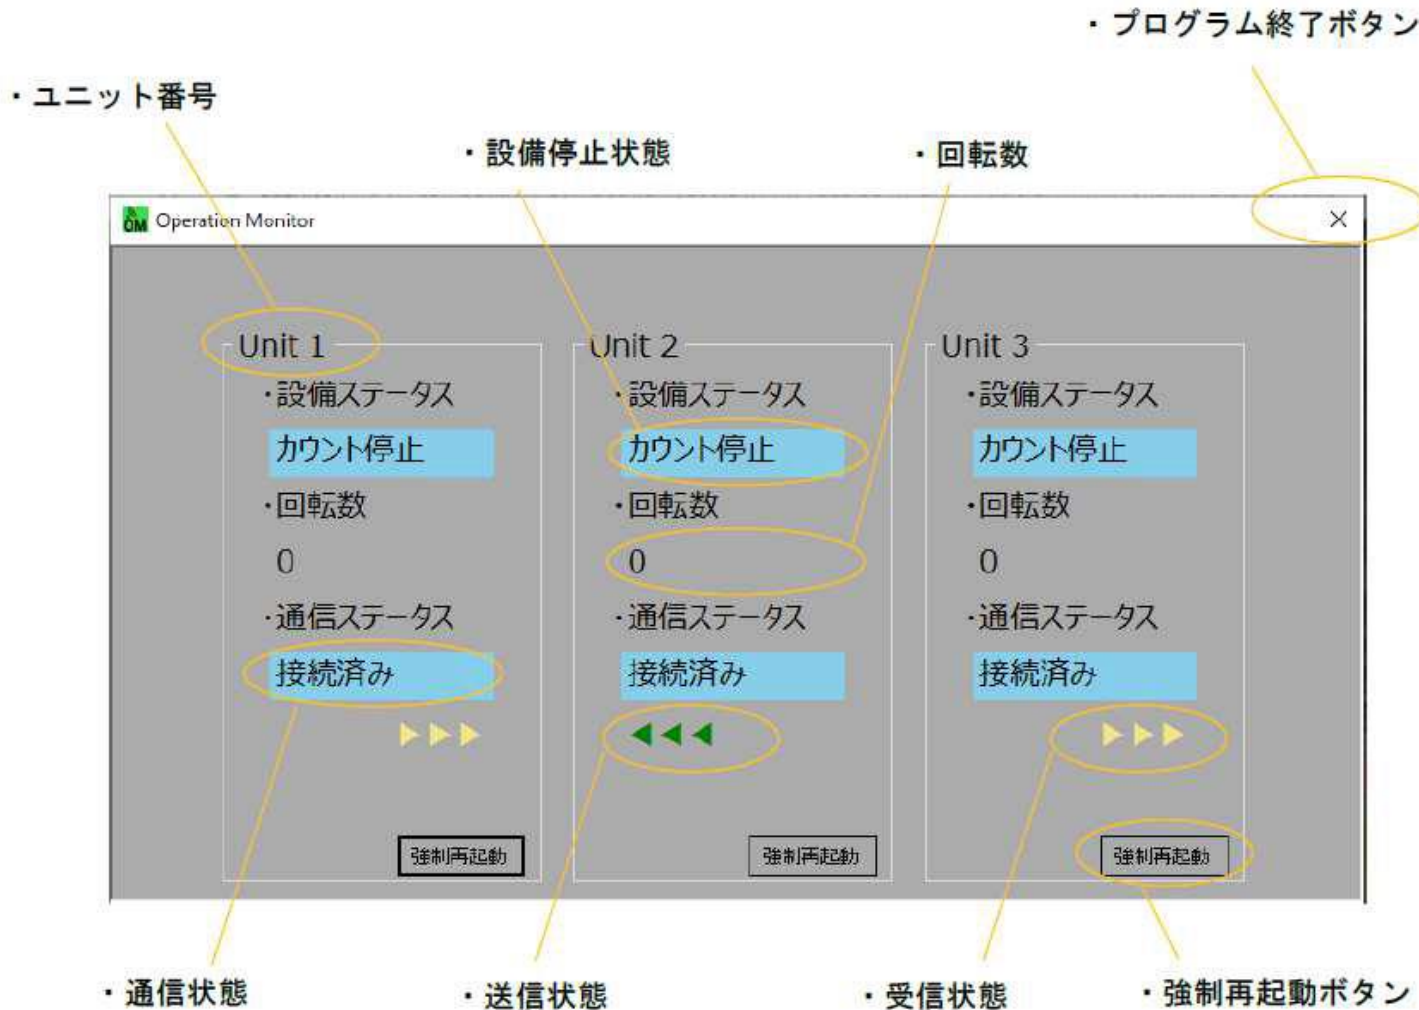 ・プログラム終了ボタン
・ユニット番号
・設備停止状態
・回転数
OM Operation Monitor
Unit 1
・設備ステータス
カウント停止
・回転数
0
・通信ステータス
接続済み
強制再起動
Unit 2
・設備ステータス
カウント停止
・回転数
0
・通信ステータス
接続済み
強制再起動
Unit 3
・設備ステータス
カウント停止
・回転数
0
・通信ステータス
接続済み
強制再起動
・通信状態
・送信状態
・受信状態
・強制再起動ボタン